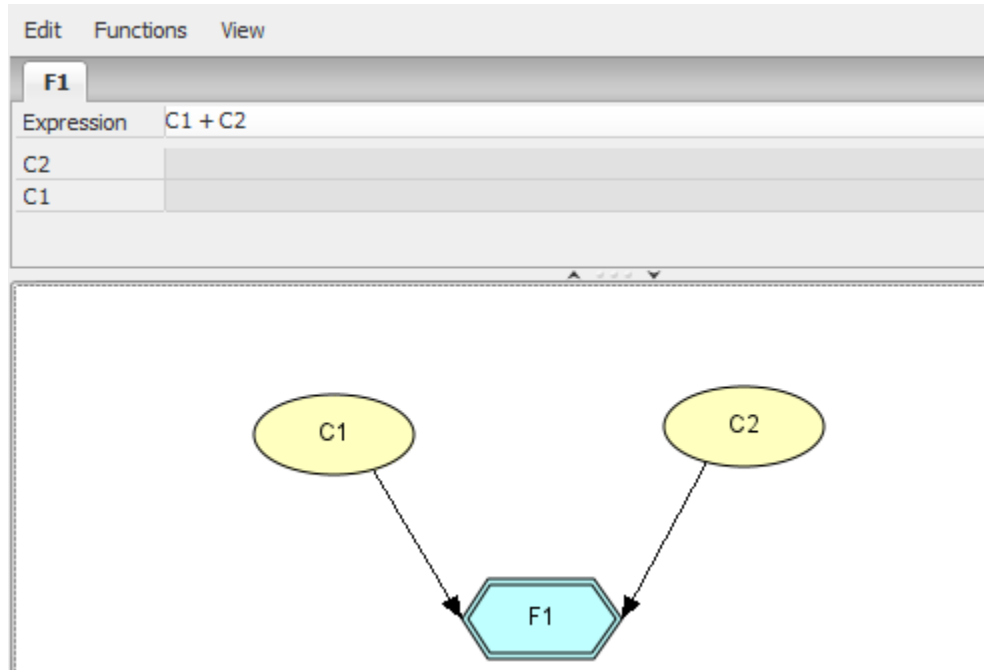 Edit Functions View
F1
Expression C1 + C2
C2
C1
C1 C2
F1